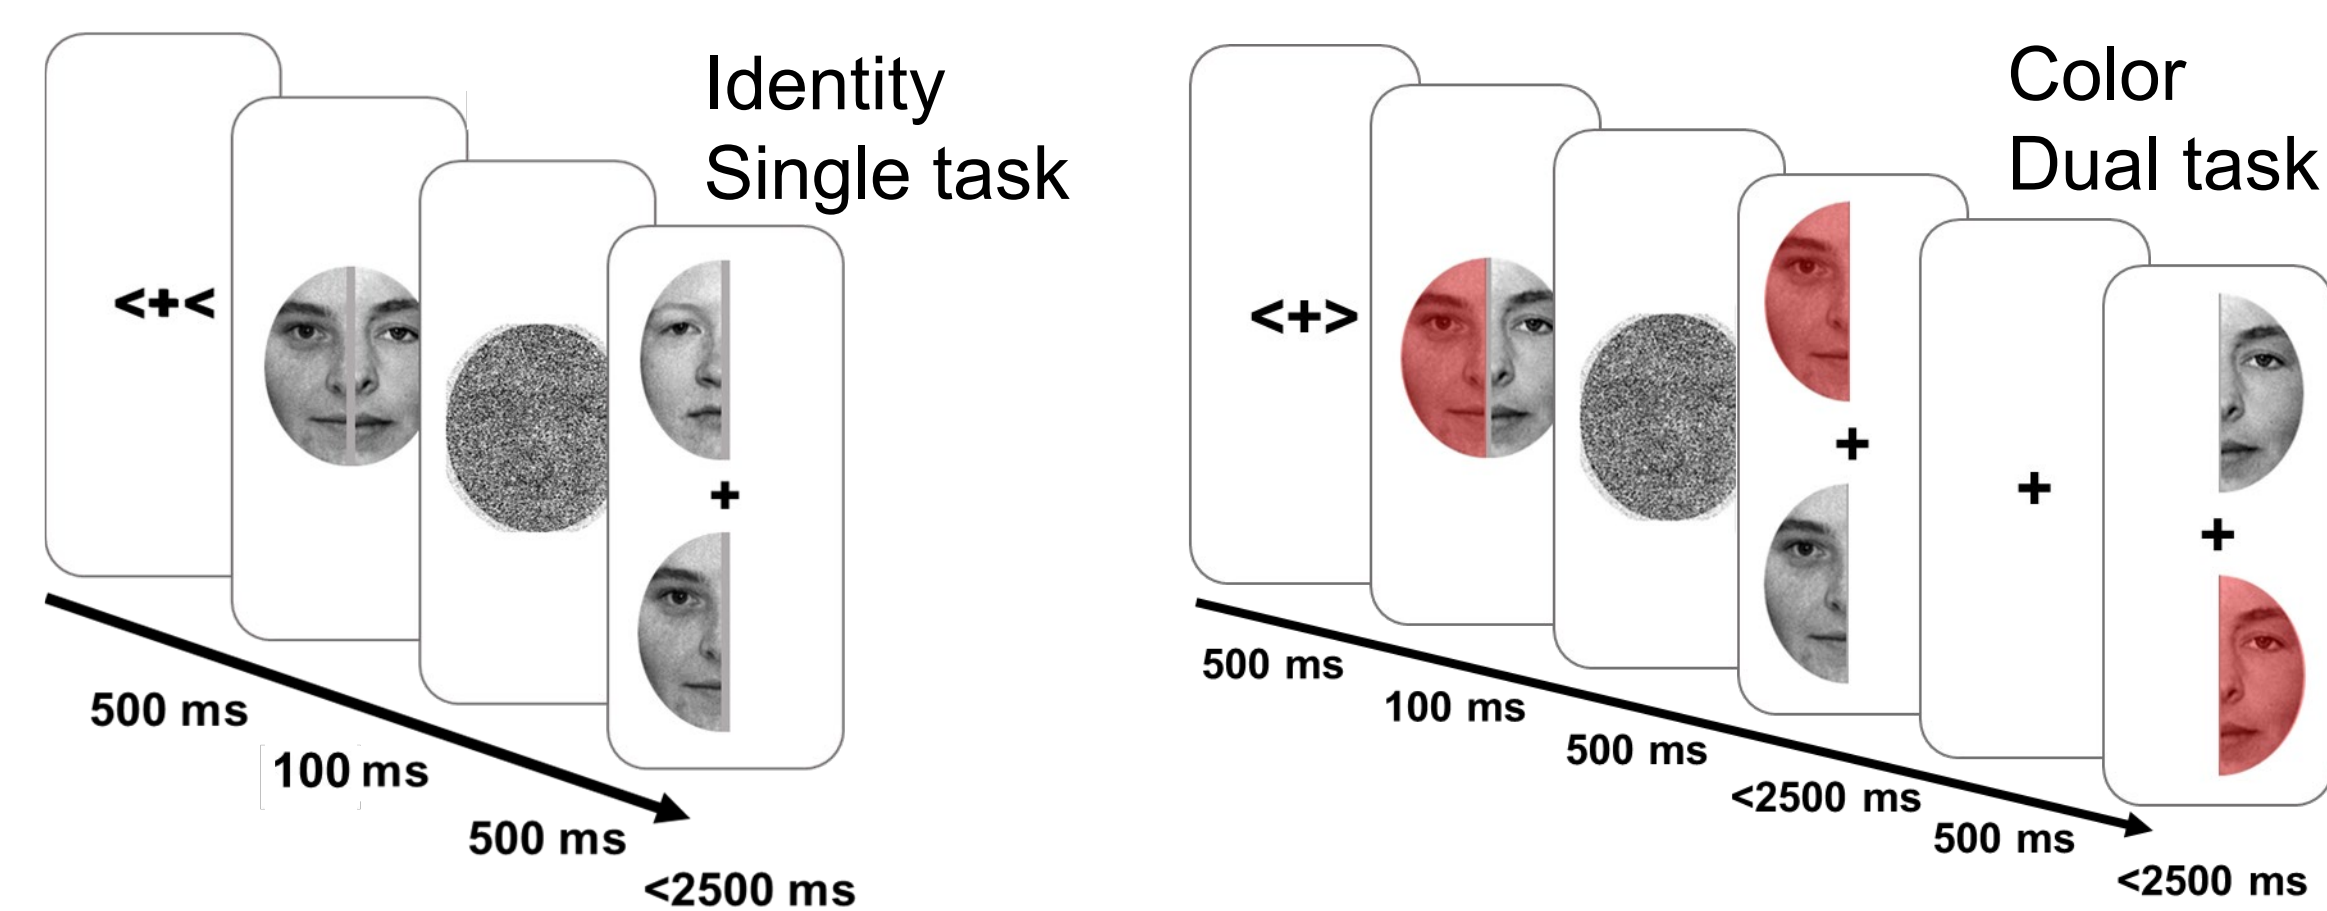 Identity
Single task
<+<
+
500 ms
100 ms
500 ms
<2500 ms
Color
Dual task
<+>
+
+
+
500 ms
100 ms
500 ms
<2500 ms
500 ms
<2500 ms